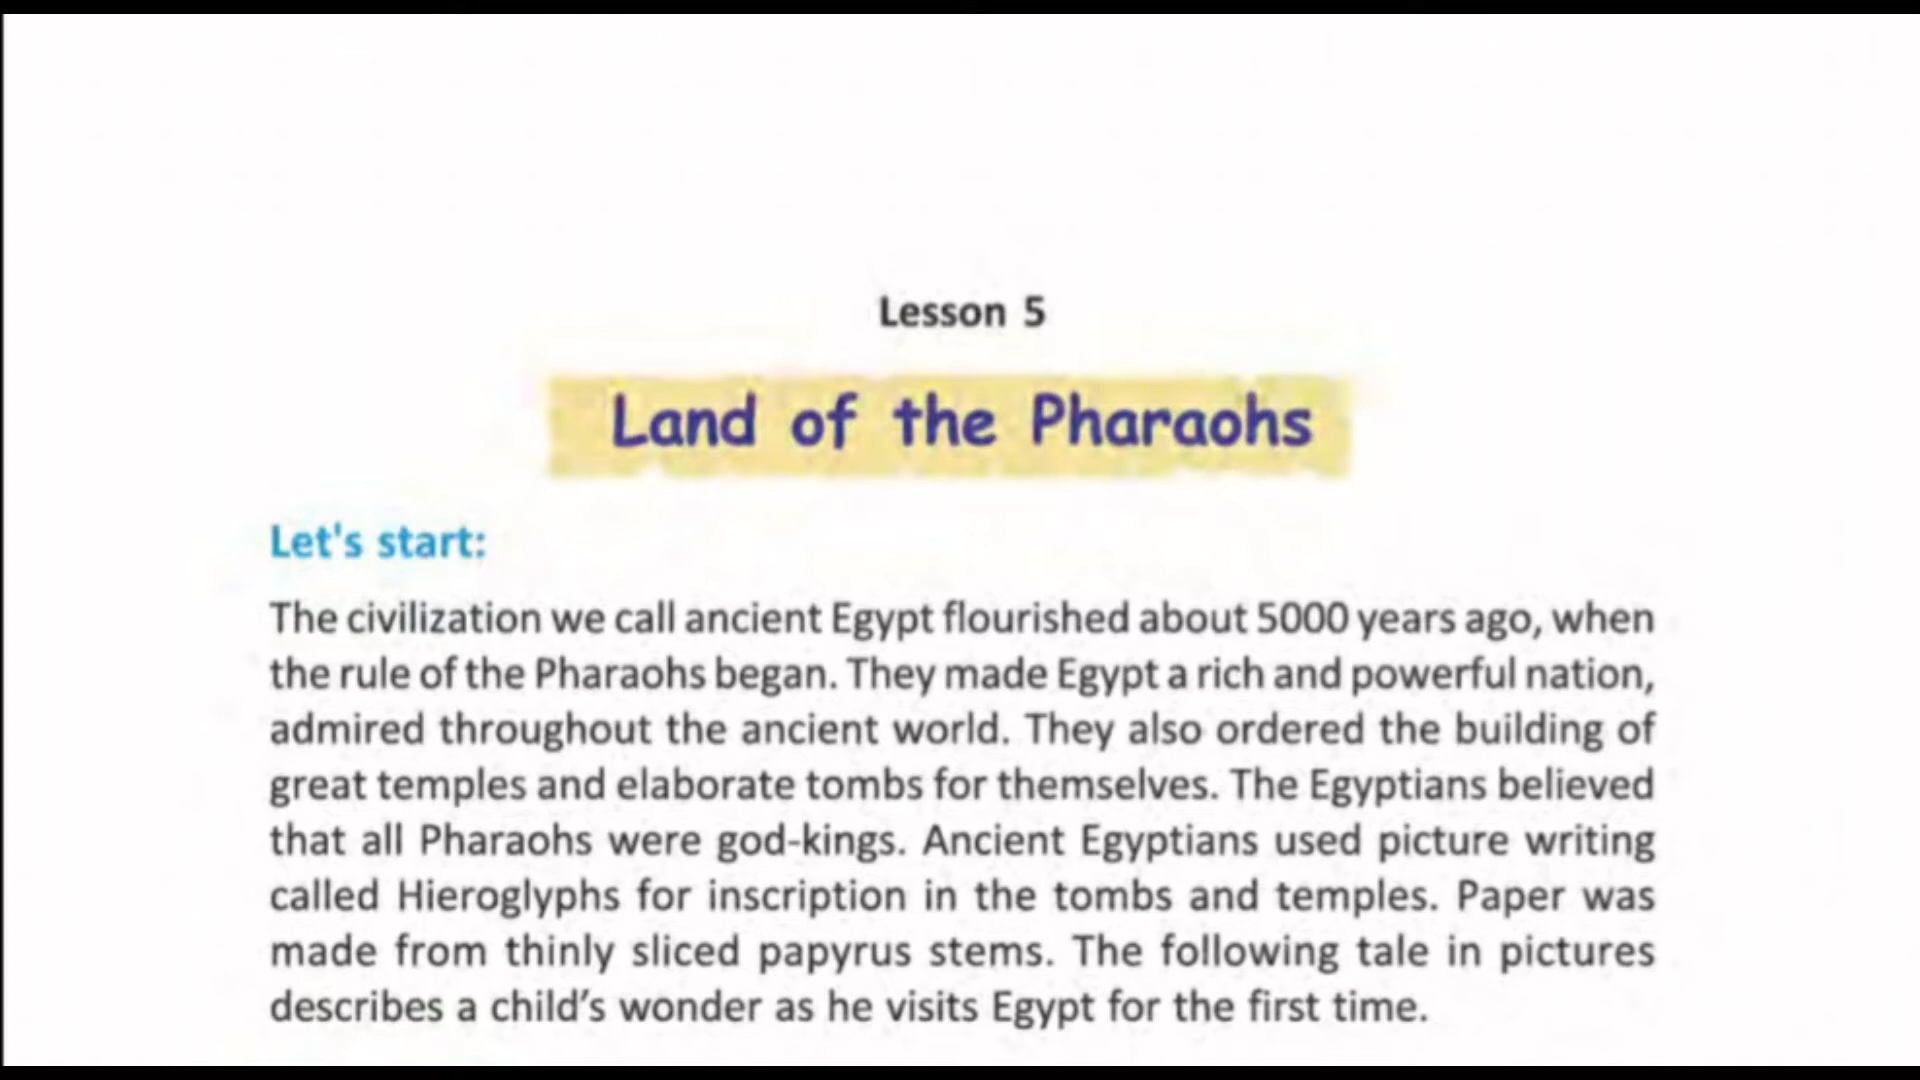 Lesson 5
Land of the Pharaohs
Let's start:
The civilization we call ancient Egypt flourished about 5000 years ago, when
the rule of the Pharaohs began. They made Egypt a rich and powerful nation,
admired throughout the ancient world. They also ordered the building of
great temples and elaborate tombs for themselves. The Egyptians believed
that all Pharaohs were god-kings. Ancient Egyptians used picture writing
called Hieroglyphs for inscription in the tombs and temples. Paper was
made from thinly sliced papyrus stems. The following tale in pictures
describes a child’s wonder as he visits Egypt for the first time.